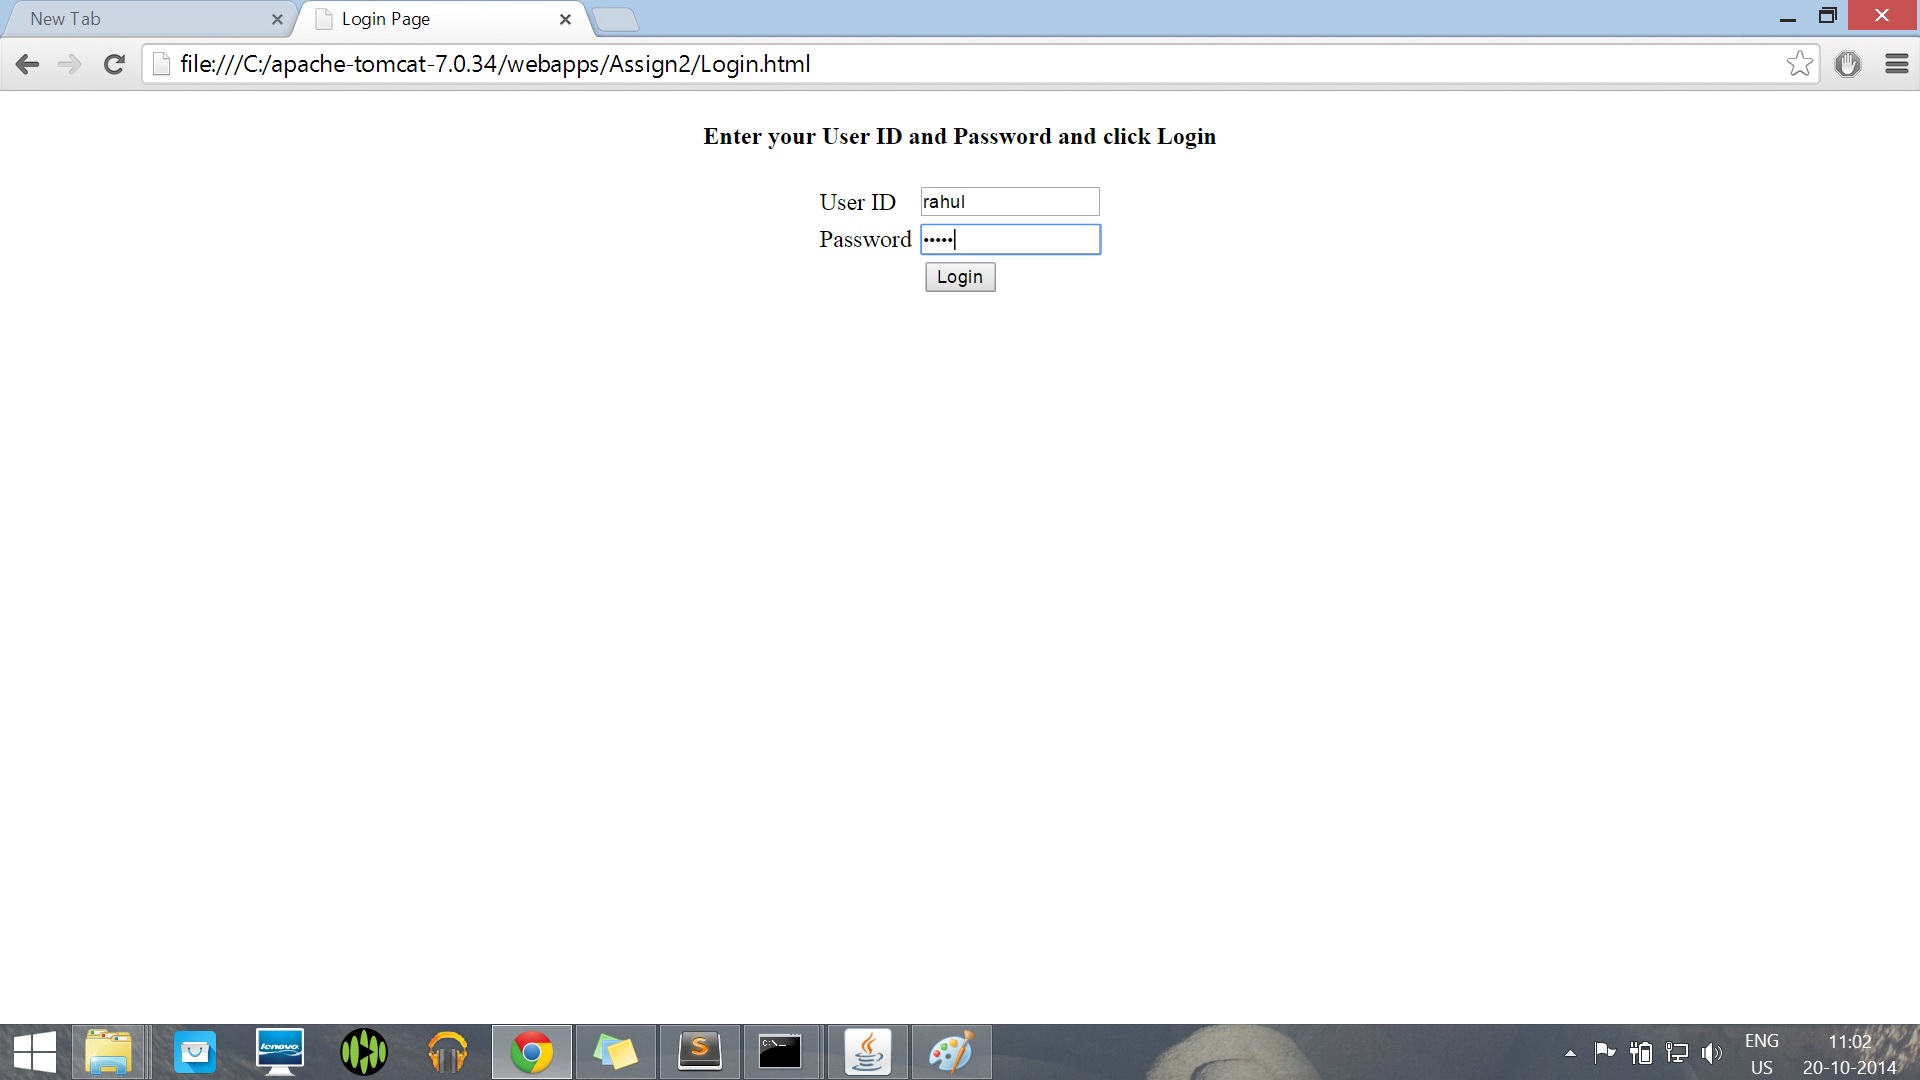 New Tab
Login Page
file:///C:/apache-tomcat-7.0.34/webapps/Assign2/Login.html
Enter your User ID and Password and click Login
User ID rahul
Password •••••
Login
lenovo
S
C:\_
ENG 11:02
US 20-10-2014